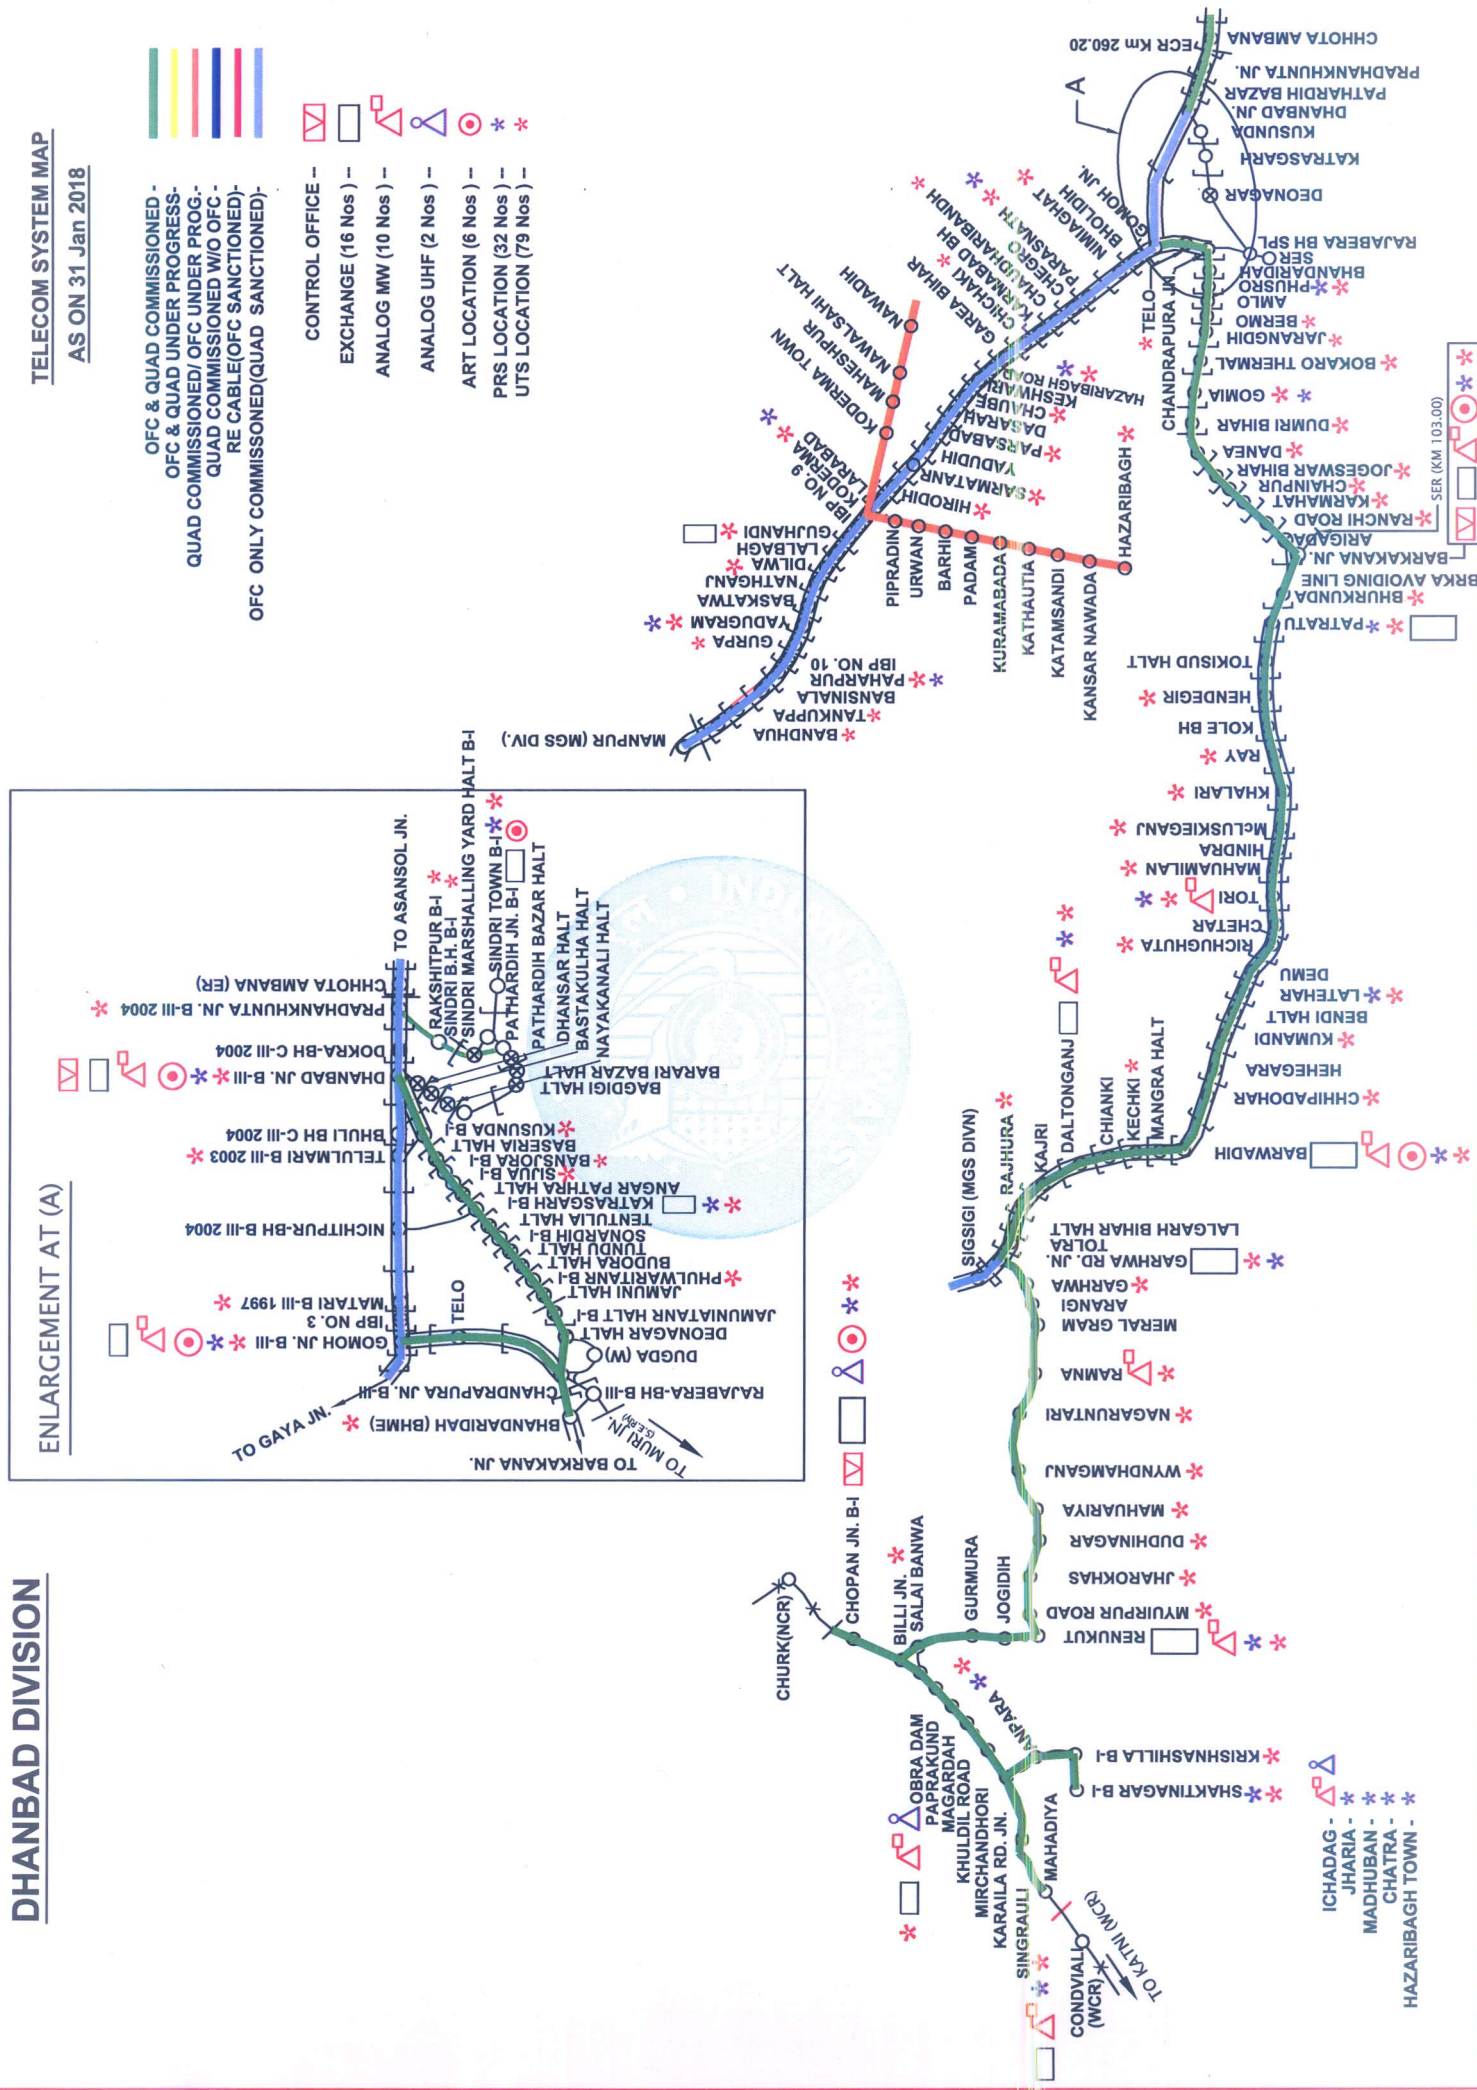 DHANBAD DIVISION
TELECOM SYSTEM MAP
AS ON 31 Jan 2018
OFC & QUAD COMMISSIONED -
OFC & QUAD UNDER PROGRESS-
QUAD COMMISSIONED/ OFC UNDER PROG.-
QUAD COMMISSIONED W/O OFC -
RE CABLE(OFC SANCTIONED)-
OFC ONLY COMMISSONED(QUAD SANCTIONED)-
CONTROL OFFICE --
EXCHANGE (16 Nos ) --
ANALOG MW (10 Nos ) --
ANALOG UHF (2 Nos ) --
ART LOCATION (6 Nos ) --
PRS LOCATION (32 Nos ) --
UTS LOCATION (79 Nos ) --
ENLARGEMENT AT (A)
TO GAYA JN.
GOMOH JN. B-III
IBP NO. 3
MATARI B-III 1997
NICHITPUR-BH B-III 2004
TELULMARI B-III 2003
BHULI BH C-III 2004
DHANBAD JN. B-III
DOKRA-BH C-III 2004
PRADHANKHUNTA JN. B-III 2004
CHHOTA AMBANA (ER)
TO ASANSOL JN.
RAKSHITPUR B-I
SINDRI B.H. B-I
SINDRI MARSHALLING YARD HALT B-I
SINDRI TOWN B-I
PATHARDIH JN. B-I
PATHARDIH BAZAR HALT
DHANSAR HALT
BASTAKULHA HALT
NAYAKANALI HALT
BARARI BAZAR HALT
BAGDIGI HALT
KUSUNDA B-I
BASERIA HALT
BANSJORA B-I
SIJUA B-I
ANGAR PATHRA HALT
KATRASGARH B-I
TENTULIA HALT
SONARDIH B-I
TUNDU HALT
BUDORA HALT
PHULWARITANR B-I
JAMUNI HALT
JAMUNIATANR HALT B-I
DEONAGAR HALT
DUGDA (W)
RAJABERA-BH B-III
CHANDRAPURA JN. B-III
BHANDARIDAH (BHME)
TELO
TO MURI JN.
(S.E.Rly)
TO BARKAKANA JN.
MANPUR (MGS DIV.)
BANDHUA
TANKUPPA
BANSINALA
PAHARPUR
IBP NO. 10
GURPA
YADUGRAM
BASKATWA
NATHGANJ
DILWA
LALBAGH
GUJHANDI
IBP NO. 9
KODERMA
LARABAD
KODERMA TOWN
MAHESHPUR
NAWALSAHI HALT
NAWADIH
PIPRADIN
URWAN
BARHI
PADAM
KURAMABADA
KATHAUTIA
KATAMSANDI
KANSAR NAWADA
HAZARIBAGH
HIRODIH
SARMATANR
YADUDIH
PARSABAD
DASARAH
CHAUBE
KESHWARI
HAZARIBAGH ROAD
GAREA BIHAR
CHICHAKI
KARMABAD BH
CHAUDHARIBANDH
CHEGRO
PARASNATH
NIMIAGHAT
BHOLIDIH
GOMOH JN.
A
ECR Km 260.20
CHHOTA AMBANA
PRADHANKHUNTA JN.
PATHARDIH BAZAR
DHANBAD JN.
KUSUNDA
KATRASGARH
DEONAGAR
RAJABERA BH SPL
SER
BHANDARIDAH
PHUSRO
AMLO
BERMO
JARANGDIH
BOKARO THERMAL
GOMIA
DUMRI BIHAR
DANEA
JOGESWAR BIHAR
CHAINPUR
KARMAHAT
RANCHI ROAD
ARIGADA
BARKAKANA JN.
BRKA AVOIDING LINE
BHURKUNDA
PATRATU
TELO
CHANDRAPURA JN.
SER (KM 103.00)
TOKISUD HALT
HENDEGIR
KOLE BH
RAY
KHALARI
McLUSKIEGANJ
HINDRA
MAHUAMILAN
TORI
CHETAR
RICHUGHUTA
DEMU
LATEHAR
BENDI HALT
KUMANDI
HEHEGARA
CHHIPADOHAR
BARWADIH
MANGRA HALT
KECHKI
CHIANKI
DALTONGANJ
KAJRI
RAJHURA
SIGSIGI (MGS DIVN)
LALGARH BIHAR HALT
TOLRA
GARHWA RD. JN.
GARHWA
ARANGI
MERAL GRAM
RAMNA
NAGARUNTARI
WYNDHAMGANJ
MAHUARIYA
DUDHINAGAR
JHAROKHAS
MYUIRPUR ROAD
RENUKUT
JOGIDIH
GURMURA
SALAI BANWA
BILLI JN.
CHOPAN JN. B-I
CHURK(NCR)
OBRA DAM
PAPRAKUND
MAGARDAH
KHULDIL ROAD
MIRCHANDHORI
KARAILA RD. JN.
ANPARA
KRISHNASHILLA B-I
SHAKTINAGAR B-I
SINGRAULI
MAHADIYA
CONDVIALI
(WCR)
TO KATNI (WCR)
ICHADAG -
JHARIA -
MADHUBAN -
CHATRA -
HAZARIBAGH TOWN -